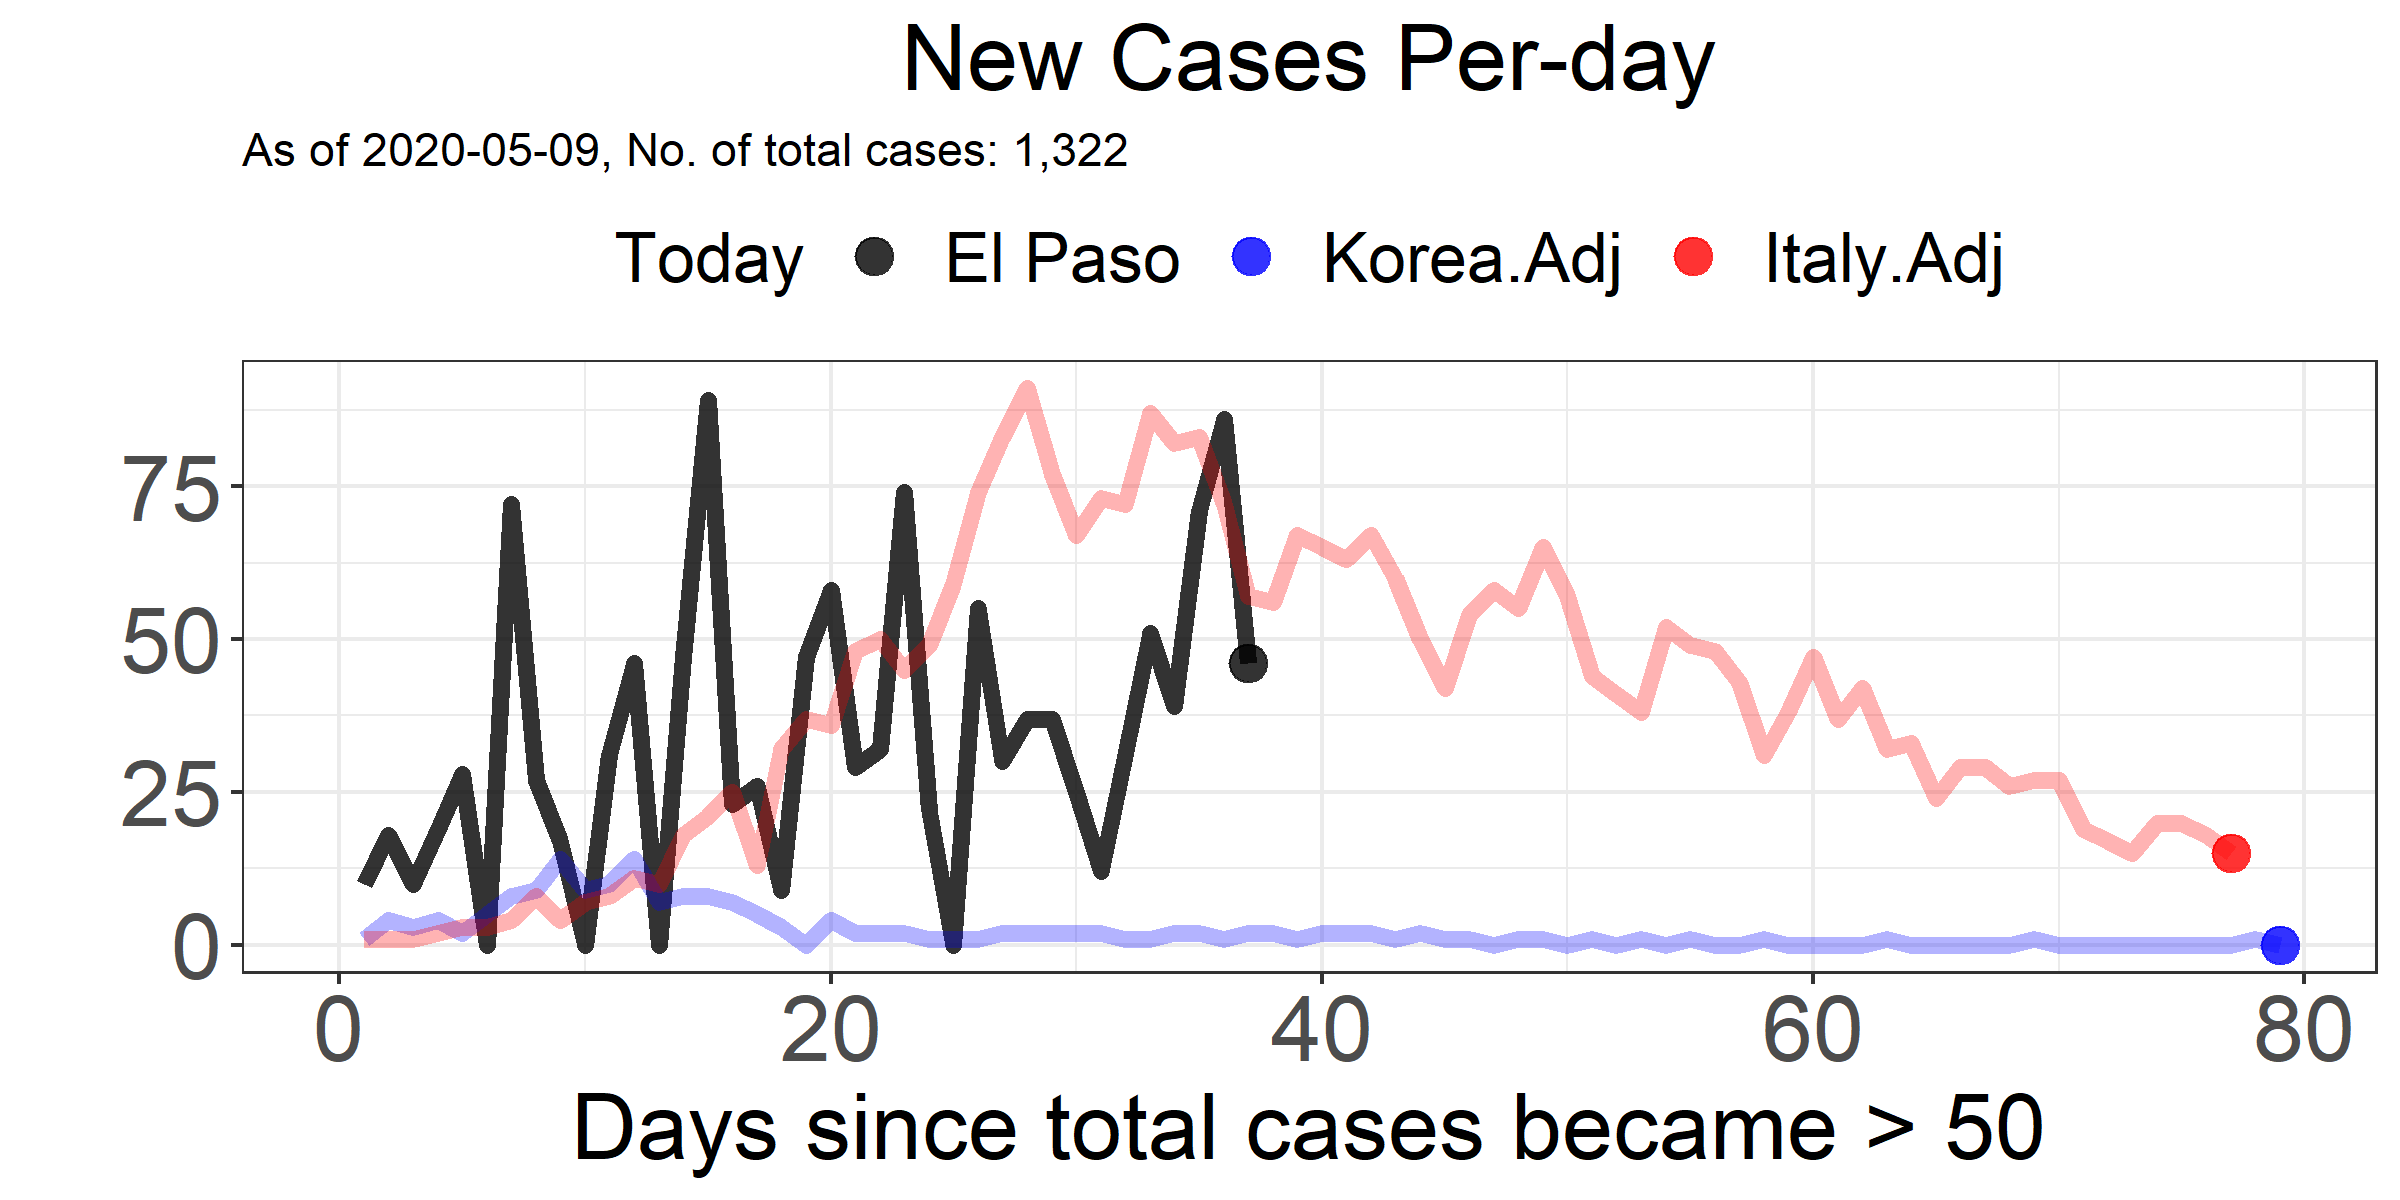 New Cases Per-day
As of 2020-05-09, No. of total cases: 1,322
Today El Paso Korea.Adj Italy.Adj
75
50
25
0
0 20 40 60 80
Days since total cases became > 50